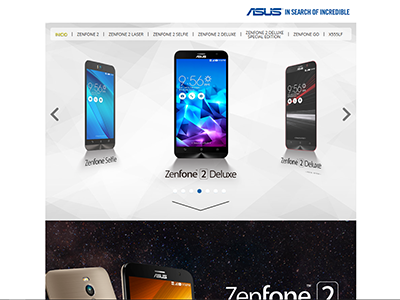 ASUS IN SEARCH OF INCREDIBLE
INICIO | ZENFONE 2 | ZENFONE 2 LASER | ZENFONE 2 SELFIE | ZENFONE 2 DELUXE | ZENFONE 2 DELUXE SPECIAL EDITION | ZENFONE GO | X555LF
9:56
9:56
9:56
ASUS
Zenfone Selfie
Zenfone 2 Deluxe
Zenfone 2 Deluxe
ASUS
Zenfone 2